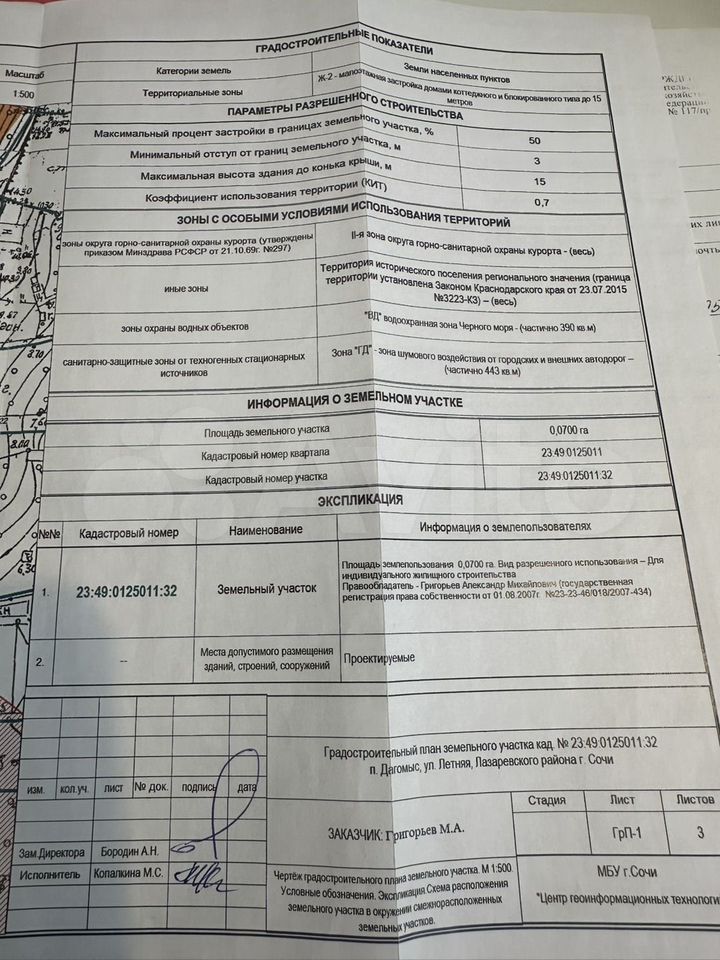 ГРАДОСТРОИТЕЛЬНЫЕ ПОКАЗАТЕЛИ
Масштаб
1:500
Категории земель
Земли населенных пунктов
Территориальные зоны
Ж-2 - малоэтажная застройка домами коттеджного и блокированного типа до 15
метров
ПАРАМЕТРЫ РАЗРЕШЕННОГО СТРОИТЕЛЬСТВА
Максимальный процент застройки в границах земельного участка, %
50
Минимальный отступ от границ земельного участка, м
3
Максимальная высота здания до конька крыши, м
15
Коэффициент использования территории (КИТ)
0,7
ЗОНЫ С ОСОБЫМИ УСЛОВИЯМИ ИСПОЛЬЗОВАНИЯ ТЕРРИТОРИЙ
зоны округа горно-санитарной охраны курорта (утверждены
приказом Минздрава РСФСР от 21.10.69г. №297)
II-я зона округа горно-санитарной охраны курорта - (весь)
иные зоны
Территория исторического поселения регионального значения (граница
территории установлена Законом Краснодарского края от 23.07.2015
№3223-КЗ) – (весь)
зоны охраны водных объектов
"ВД" водоохранная зона Черного моря - (частично 390 кв.м)
санитарно-защитные зоны от техногенных стационарных
источников
Зона "ГД" - зона шумового воздействия от городских и внешних автодорог –
(частично 443 кв.м)
ИНФОРМАЦИЯ О ЗЕМЕЛЬНОМ УЧАСТКЕ
Площадь земельного участка
0,0700 га
Кадастровый номер квартала
23:49:0125011
Кадастровый номер участка
23:49:0125011:32
ЭКСПЛИКАЦИЯ
№№
Кадастровый номер
Наименование
Информация о землепользователях
1.
23:49:0125011:32
Земельный участок
Площадь землепользования 0,0700 га. Вид разрешенного использования – Для
индивидуального жилищного строительства
Правообладатель - Григорьев Александр Михайлович (государственная
регистрация права собственности от 01.08.2007г. №23-23-46/018/2007-434)
2.
--
Места допустимого размещения
зданий, строений, сооружений
Проектируемые
изм.
кол.уч.
лист
№ док.
подпись
дата
Градостроительный план земельного участка кад. № 23:49:0125011:32
п. Дагомыс, ул. Летняя, Лазаревского района г. Сочи
ЗАКАЗЧИК: Григорьев М.А.
Стадия
Лист
Листов
ГрП-1
3
Зам.Директора
Бородин А.Н.
Исполнитель
Копалкина М.С.
Чертёж градостроительного плана земельного участка. М 1:500.
Условные обозначения. Экспликация Схема расположения
земельного участка в окружении смежнорасположенных
земельных участков.
МБУ г.Сочи
"Центр геоинформационных технологи
№ 117/пр
их ли
Avito